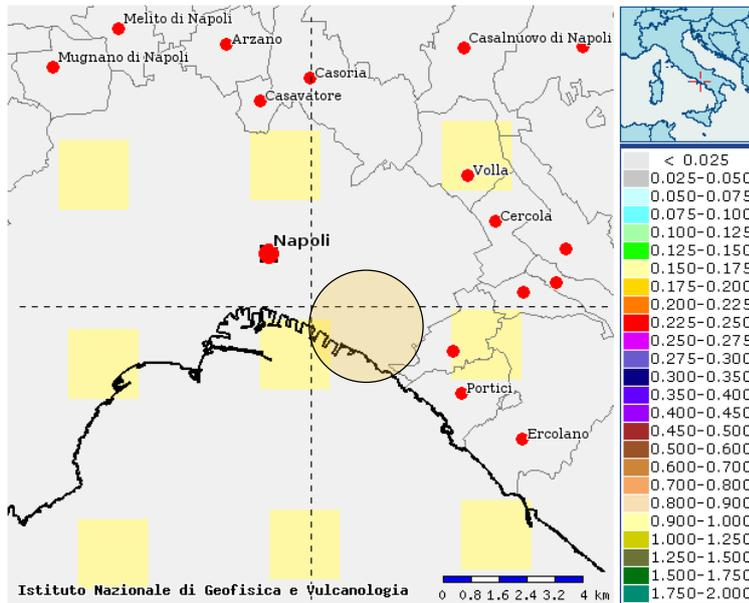 Melito di Napoli
Arzano
Casalnuovo di Napoli
Mugnano di Napoli
Casoria
Casavatore
Volla
Cercola
Napoli
Portici
Ercolano
Istituto Nazionale di Geofisica e Vulcanologia
0 0.8 1.6 2.4 3.2 4 km
< 0.025
0.025-0.050
0.050-0.075
0.075-0.100
0.100-0.125
0.125-0.150
0.150-0.175
0.175-0.200
0.200-0.225
0.225-0.250
0.250-0.275
0.275-0.300
0.300-0.350
0.350-0.400
0.400-0.450
0.450-0.500
0.500-0.600
0.600-0.700
0.700-0.800
0.800-0.900
0.900-1.000
1.000-1.250
1.250-1.500
1.500-1.750
1.750-2.000